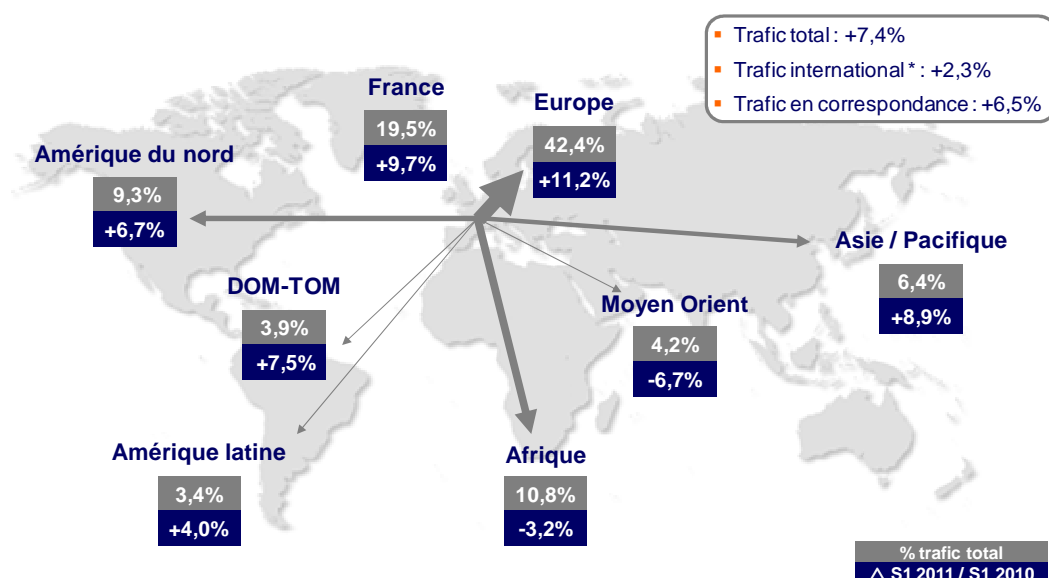 Trafic total : +7,4%
Trafic international * : +2,3%
Trafic en correspondance : +6,5%
France
19,5%
+9,7%
Europe
42,4%
+11,2%
Amérique du nord
9,3%
+6,7%
Asie / Pacifique
6,4%
+8,9%
DOM-TOM
3,9%
+7,5%
Moyen Orient
4,2%
-6,7%
Amérique latine
3,4%
+4,0%
Afrique
10,8%
-3,2%
% trafic total
△ S1 2011 / S1 2010